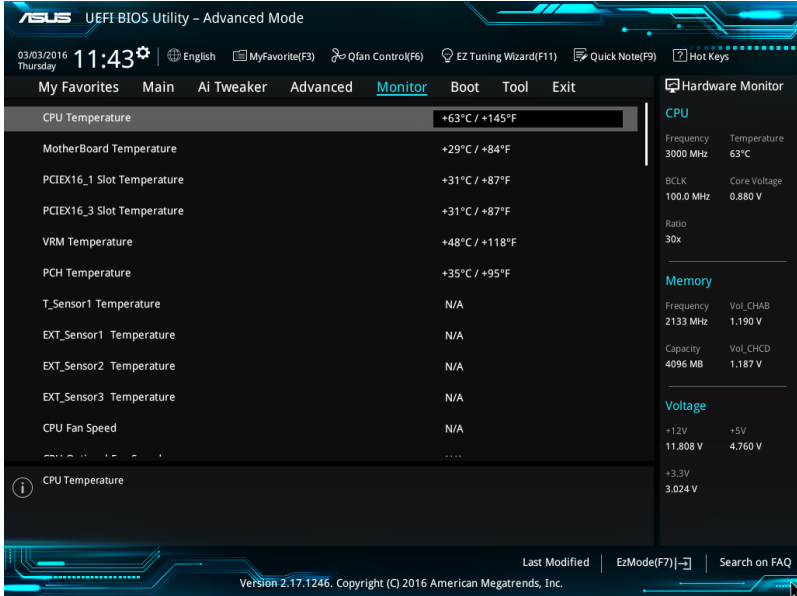 ASUS UEFI BIOS Utility – Advanced Mode
03/03/2016 Thursday 11:43 English MyFavorite(F3) Qfan Control(F6) EZ Tuning Wizard(F11) Quick Note(F9) ? Hot Keys
My Favorites Main Ai Tweaker Advanced Monitor Boot Tool Exit
CPU Temperature +63°C / +145°F
MotherBoard Temperature +29°C / +84°F
PCIEX16_1 Slot Temperature +31°C / +87°F
PCIEX16_3 Slot Temperature +31°C / +87°F
VRM Temperature +48°C / +118°F
PCH Temperature +35°C / +95°F
T_Sensor1 Temperature N/A
EXT_Sensor1 Temperature N/A
EXT_Sensor2 Temperature N/A
EXT_Sensor3 Temperature N/A
CPU Fan Speed N/A
CPU Temperature
Hardware Monitor
CPU
Frequency Temperature
3000 MHz 63°C
BCLK Core Voltage
100.0 MHz 0.880 V
Ratio
30x
Memory
Frequency Vol_CHAB
2133 MHz 1.190 V
Capacity Vol_CHCD
4096 MB 1.187 V
Voltage
+12V +5V
11.808 V 4.760 V
+3.3V
3.024 V
Last Modified EzMode(F7) Search on FAQ
Version 2.17.1246. Copyright (C) 2016 American Megatrends, Inc.